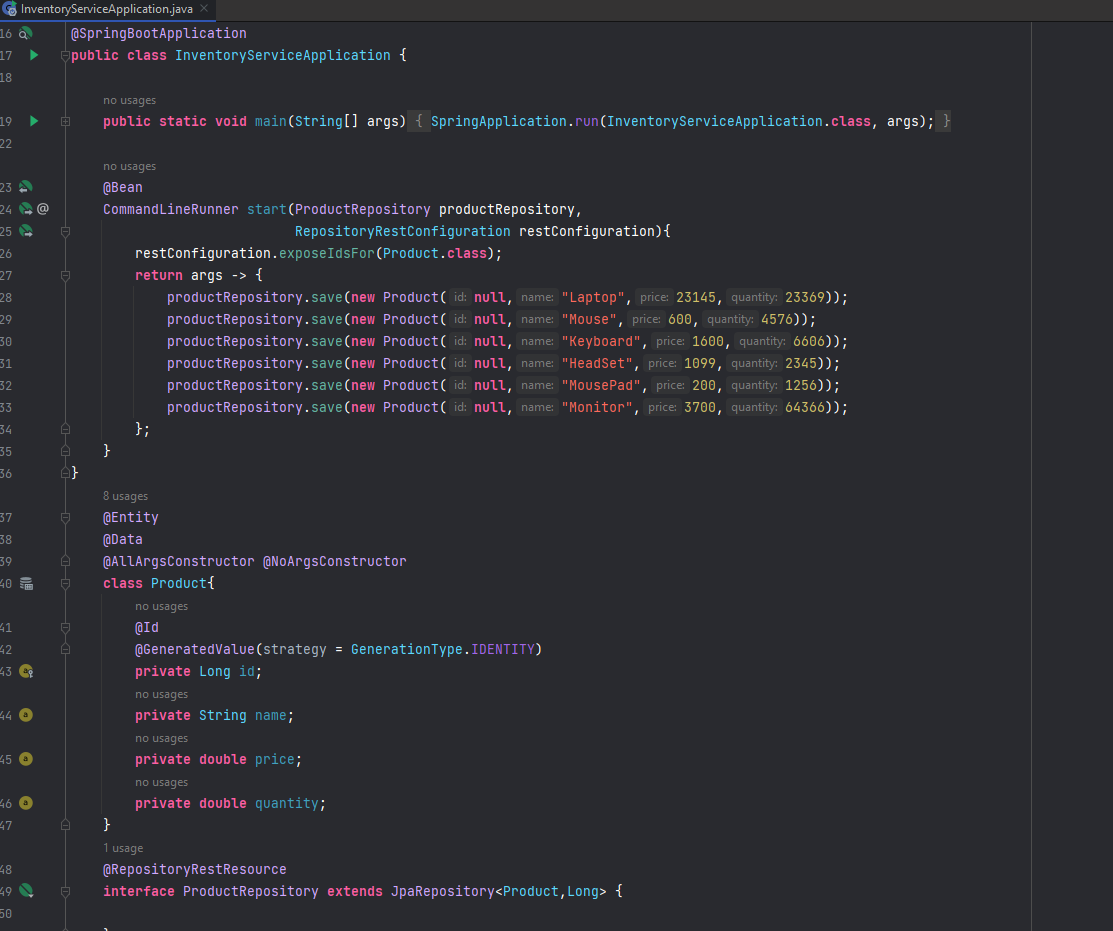 InventoryServiceApplication.java
16 @SpringBootApplication
17 public class InventoryServiceApplication {
18
no usages
19 public static void main(String[] args) { SpringApplication.run(InventoryServiceApplication.class, args); }
22
no usages
23 @Bean
24 CommandLineRunner start(ProductRepository productRepository,
25 RepositoryRestConfiguration restConfiguration){
26 restConfiguration.exposeIdsFor(Product.class);
27 return args -> {
28 productRepository.save(new Product( id: null, name: "Laptop", price: 23145, quantity: 23369));
29 productRepository.save(new Product( id: null, name: "Mouse", price: 600, quantity: 4576));
30 productRepository.save(new Product( id: null, name: "Keyboard", price: 1600, quantity: 6606));
31 productRepository.save(new Product( id: null, name: "HeadSet", price: 1099, quantity: 2345));
32 productRepository.save(new Product( id: null, name: "MousePad", price: 200, quantity: 1256));
33 productRepository.save(new Product( id: null, name: "Monitor", price: 3700, quantity: 64366));
34 };
35 }
36 }
8 usages
37 @Entity
38 @Data
39 @AllArgsConstructor @NoArgsConstructor
40 class Product{
no usages
41 @Id
42 @GeneratedValue(strategy = GenerationType.IDENTITY)
43 private Long id;
no usages
44 private String name;
no usages
45 private double price;
no usages
46 private double quantity;
47 }
1 usage
48 @RepositoryRestResource
49 interface ProductRepository extends JpaRepository<Product,Long> {
50